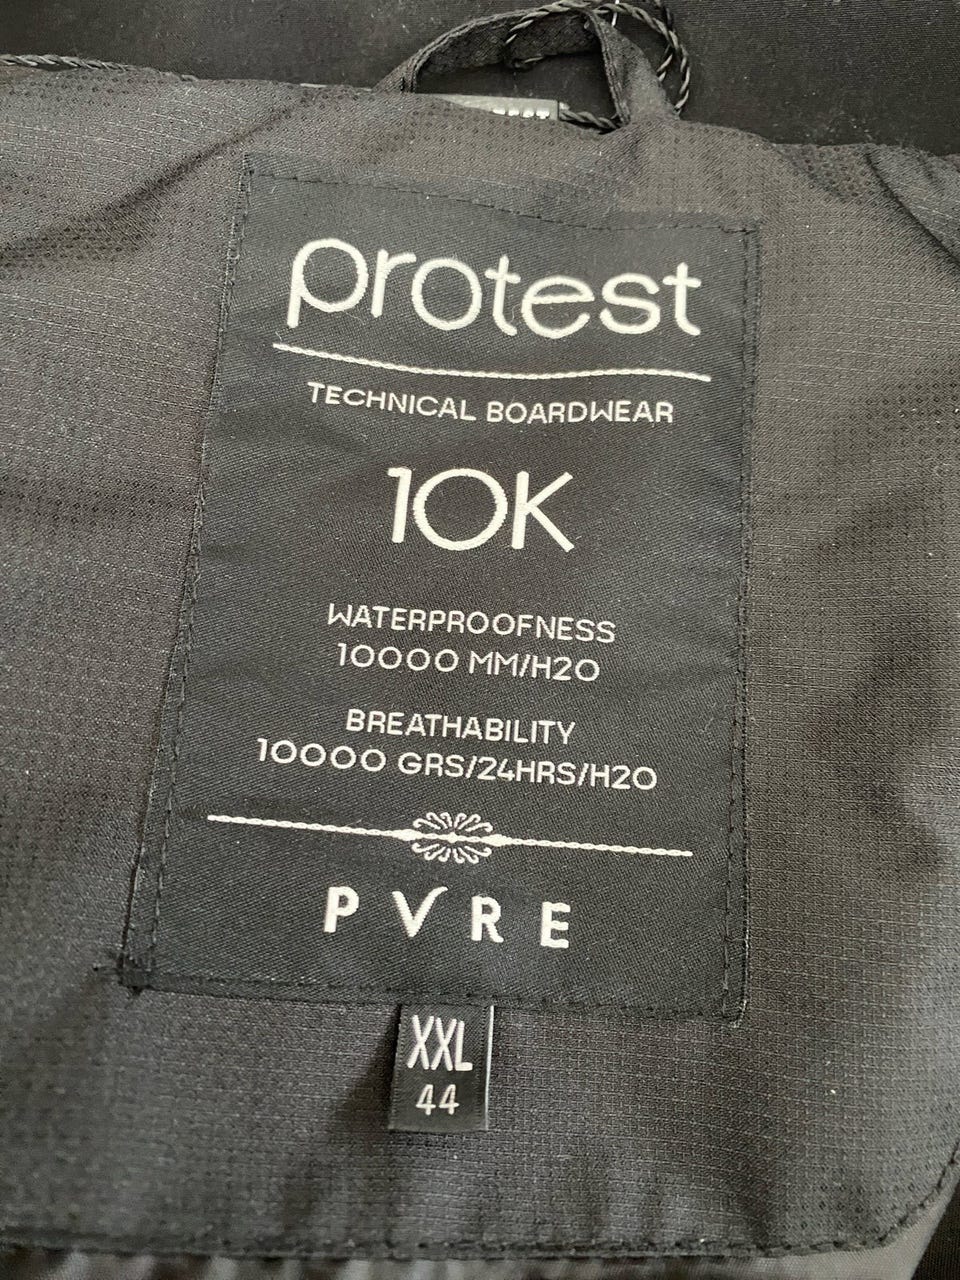 protest
TECHNICAL BOARDWEAR
10K
WATERPROOFNESS
10000 MM/H2O
BREATHABILITY
10000 GRS/24HRS/H2O
PVRE
XXL
44